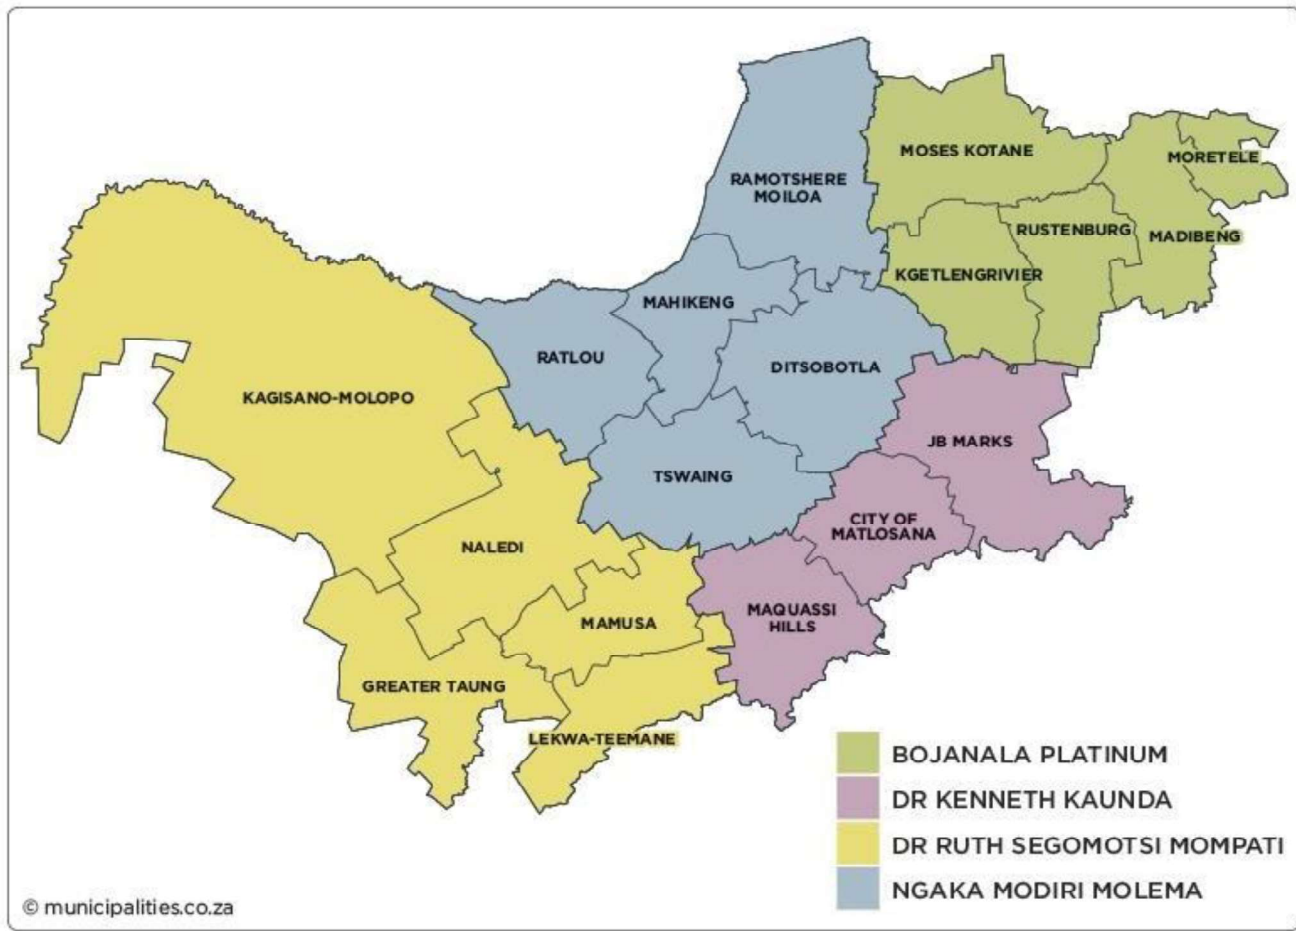 MOSES KOTANE
MORETELE
RAMOTSHERE
MOILOA
RUSTENBURG
MADIBENG
KGETLENGRIVIER
MAHIKENG
RATLOU
DITSOBOTLA
KAGISANO-MOLOPO
JB MARKS
TSWAING
CITY OF
MATLOSANA
NALEDI
MAQUASSI
HILLS
MAMUSA
GREATER TAUNG
LEKWA-TEEMANE
BOJANALA PLATINUM
DR KENNETH KAUNDA
DR RUTH SEGOMOTSI MOMPATI
NGAKA MODIRI MOLEMA
© municipalities.co.za